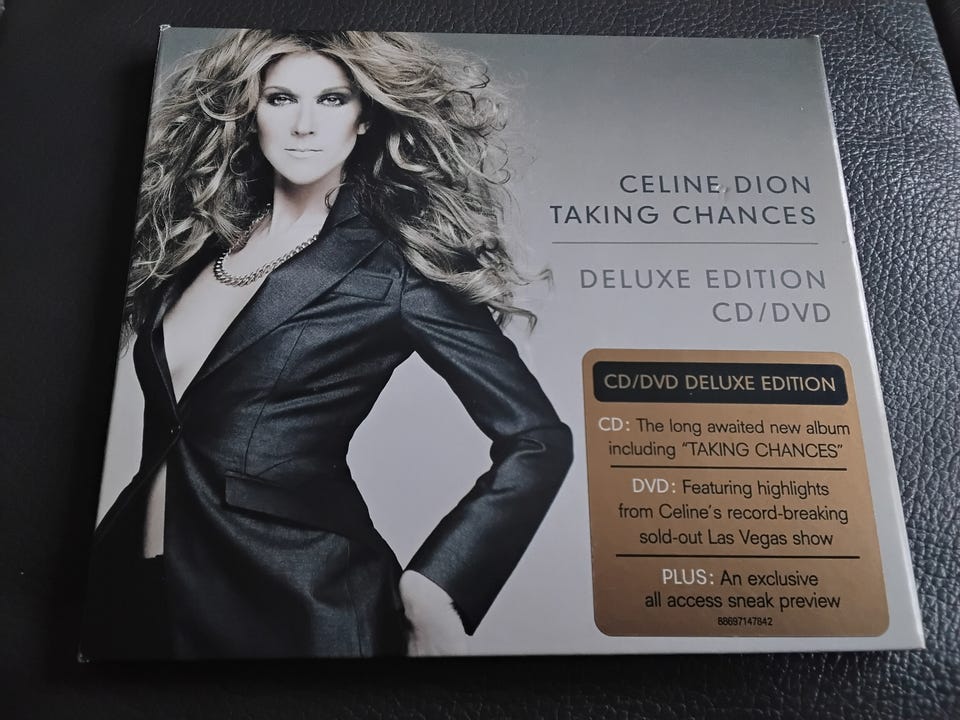 CELINE DION
TAKING CHANCES
DELUXE EDITION
CD/DVD
CD/DVD DELUXE EDITION
CD: The long awaited new album
including "TAKING CHANCES"
DVD: Featuring highlights
from Celine's record-breaking
sold-out Las Vegas show
PLUS: An exclusive
all access sneak preview
88697147842